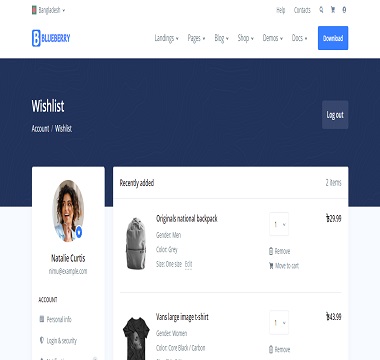 Bangladesh
Help Contacts
BLUEBERRY
Landings Pages Blog Shop Demos Docs Download
Wishlist
Account / Wishlist
Log out
Natalie Curtis
nimu@example.com
ACCOUNT
Personal info
Login & security
Recently added
2 items
Originals national backpack
Gender: Men
Color: Grey
Size: One size Edit
1
৳29.99
Remove
Move to cart
Vans large image t-shirt
Gender: Women
Color: Core Black / Carbon
1
৳43.99
Remove